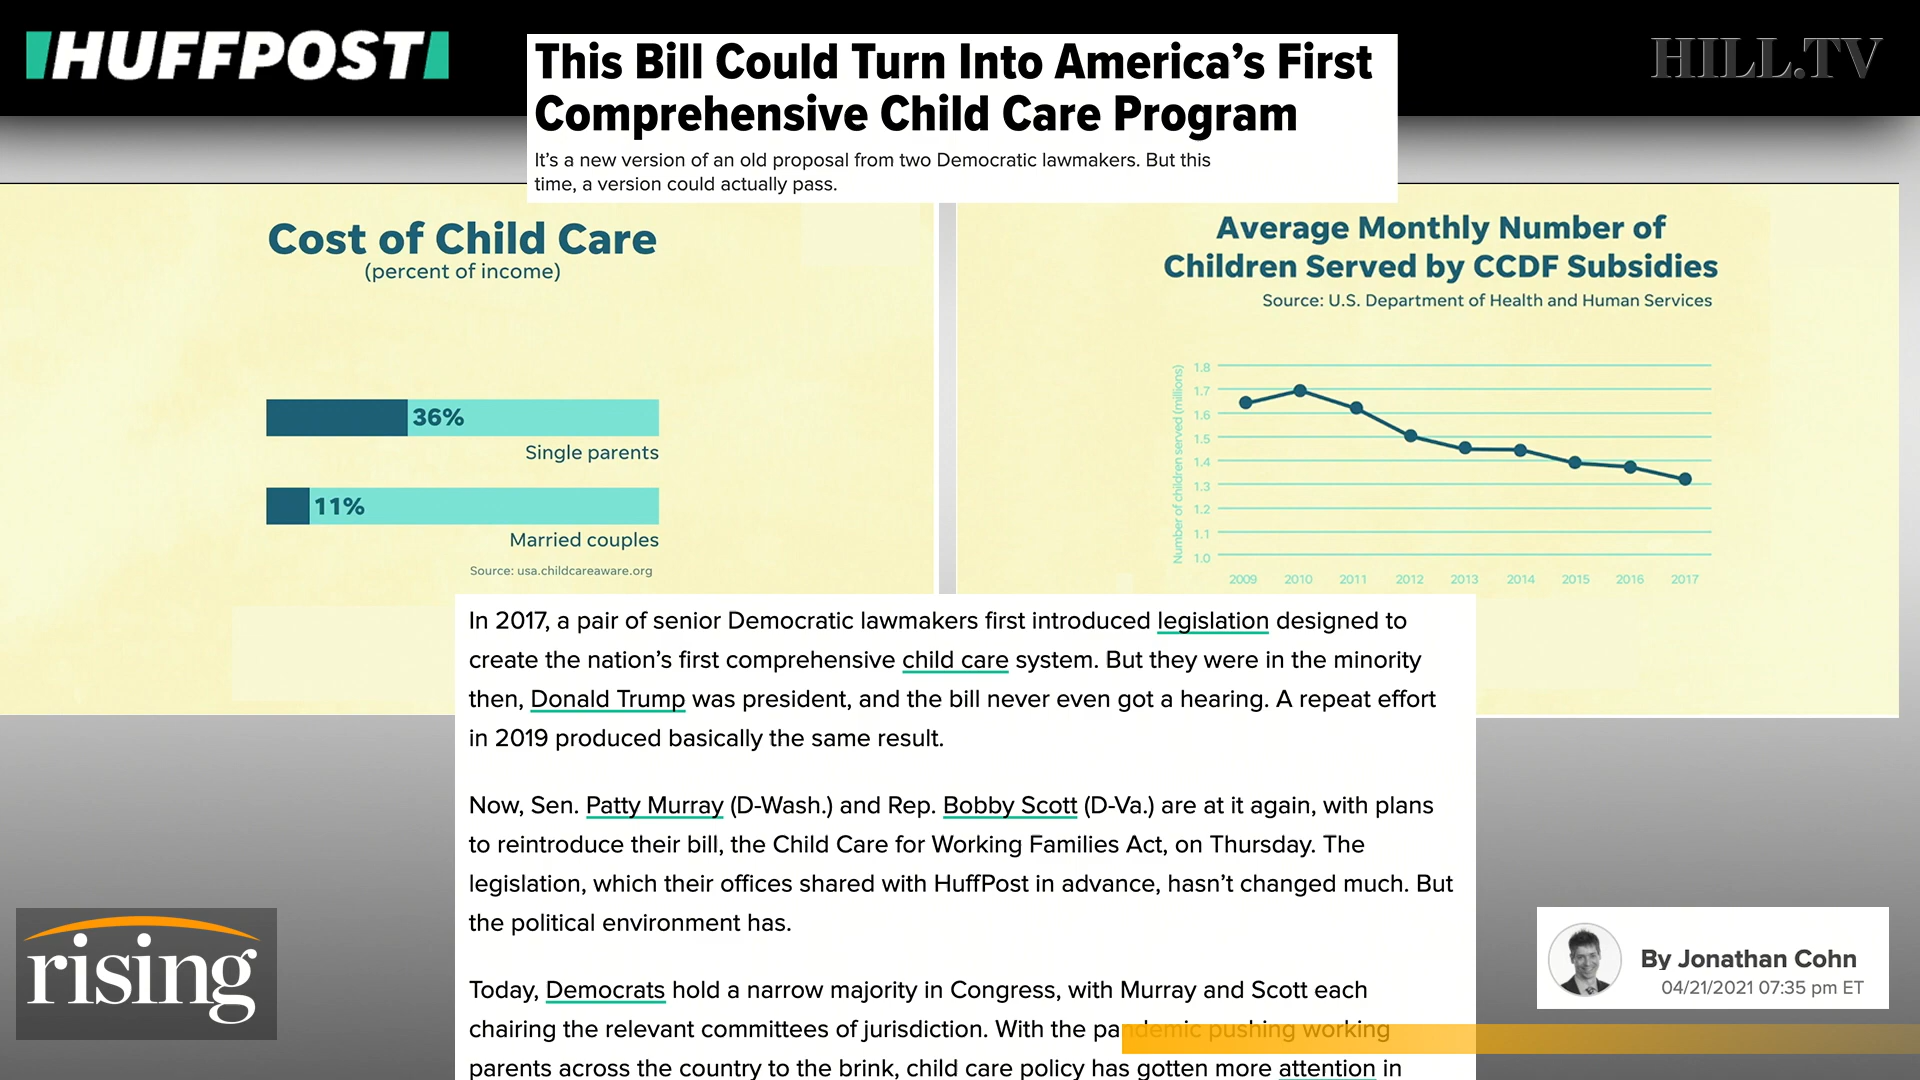 HUFFPOST
This Bill Could Turn Into America's First
Comprehensive Child Care Program
It's a new version of an old proposal from two Democratic lawmakers. But this
time, a version could actually pass.
HILL.TV
Cost of Child Care
(percent of income)
36%
Single parents
11%
Married couples
Source: usa.childcareaware.org
Average Monthly Number of
Children Served by CCDF Subsidies
Source: U.S. Department of Health and Human Services
Number of children served (millions)
1.8
1.7
1.6
1.5
1.4
1.3
1.2
1.1
1.0
2009 2010 2011 2012 2013 2014 2015 2016 2017
In 2017, a pair of senior Democratic lawmakers first introduced legislation designed to
create the nation's first comprehensive child care system. But they were in the minority
then, Donald Trump was president, and the bill never even got a hearing. A repeat effort
in 2019 produced basically the same result.
Now, Sen. Patty Murray (D-Wash.) and Rep. Bobby Scott (D-Va.) are at it again, with plans
to reintroduce their bill, the Child Care for Working Families Act, on Thursday. The
legislation, which their offices shared with HuffPost in advance, hasn't changed much. But
the political environment has.
Today, Democrats hold a narrow majority in Congress, with Murray and Scott each
chairing the relevant committees of jurisdiction. With the pandemic pushing working
parents across the country to the brink, child care policy has gotten more attention in
rising
By Jonathan Cohn
04/21/2021 07:35 pm ET